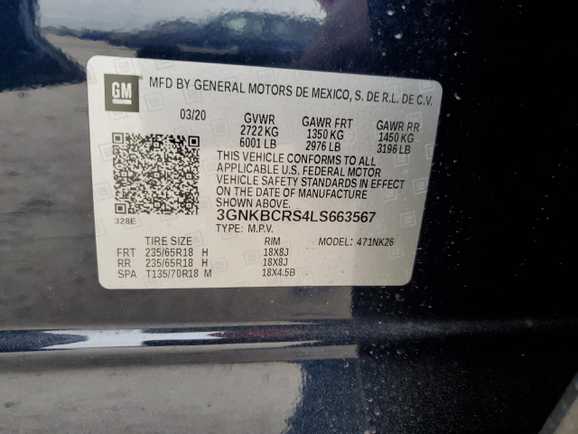 GM MFD BY GENERAL MOTORS DE MEXICO, S. DE R.L. DE C.V.
03/20 GVWR GAWR FRT GAWR RR
2722 KG 1350 KG 1450 KG
6001 LB 2976 LB 3196 LB
THIS VEHICLE CONFORMS TO ALL
APPLICABLE U.S. FEDERAL MOTOR
VEHICLE SAFETY STANDARDS IN EFFECT
ON THE DATE OF MANUFACTURE
SHOWN ABOVE.
328E 3GNKBCRS4LS663567
TYPE: M.P.V.
TIRE SIZE RIM MODEL: 471NK26
FRT 235/65R18 H 18X8J
RR 235/65R18 H 18X8J
SPA T135/70R18 M 18X4.5B